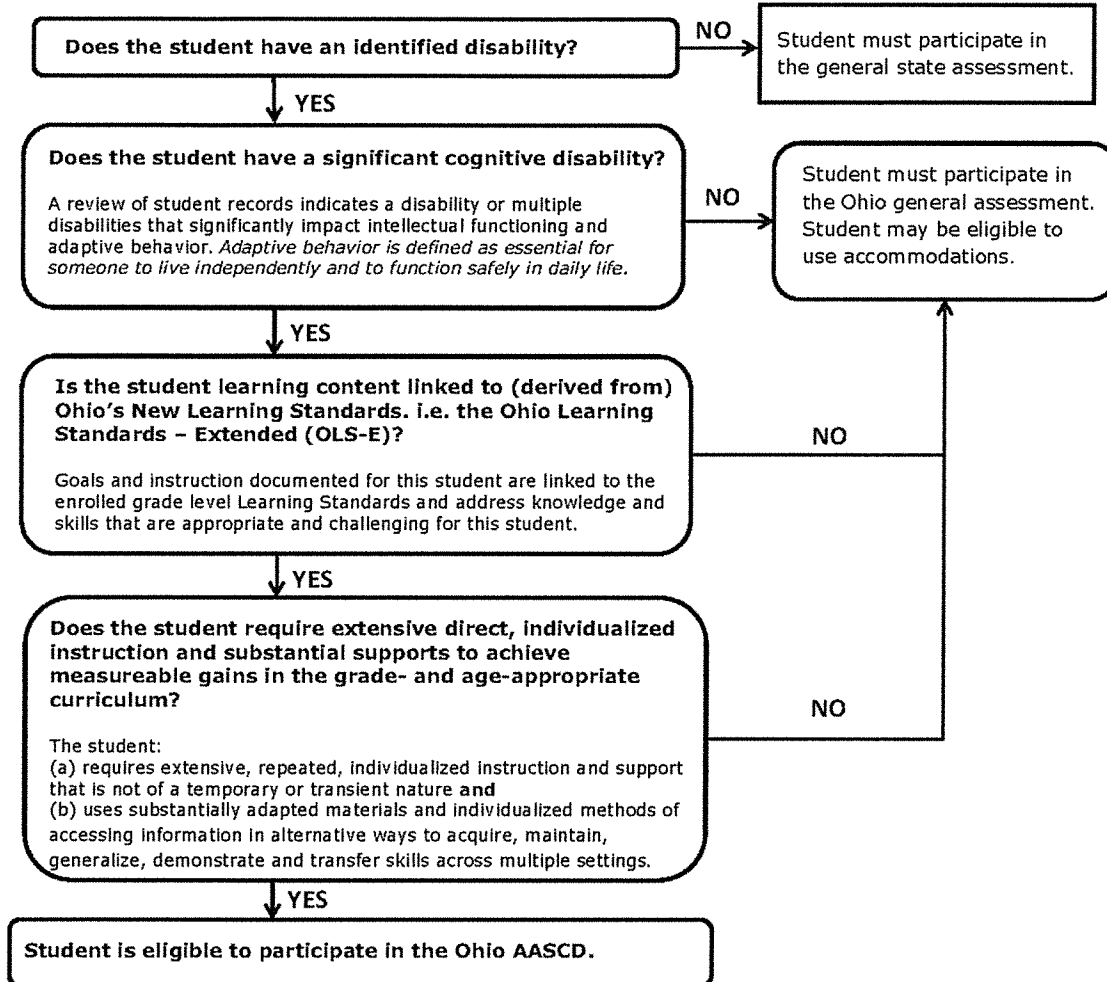 Does the student have an identified disability?
NO
Student must participate in
the general state assessment.
YES
Does the student have a significant cognitive disability?
A review of student records indicates a disability or multiple
disabilities that significantly impact intellectual functioning and
adaptive behavior. Adaptive behavior is defined as essential for
someone to live independently and to function safely in daily life.
NO
Student must participate in
the Ohio general assessment.
Student may be eligible to
use accommodations.
YES
Is the student learning content linked to (derived from)
Ohio's New Learning Standards. i.e. the Ohio Learning
Standards – Extended (OLS-E)?
Goals and instruction documented for this student are linked to the
enrolled grade level Learning Standards and address knowledge and
skills that are appropriate and challenging for this student.
NO
YES
Does the student require extensive direct, individualized
instruction and substantial supports to achieve
measureable gains in the grade- and age-appropriate
curriculum?
The student:
(a) requires extensive, repeated, individualized instruction and support
that is not of a temporary or transient nature and
(b) uses substantially adapted materials and individualized methods of
accessing information in alternative ways to acquire, maintain,
generalize, demonstrate and transfer skills across multiple settings.
NO
YES
Student is eligible to participate in the Ohio AASCD.